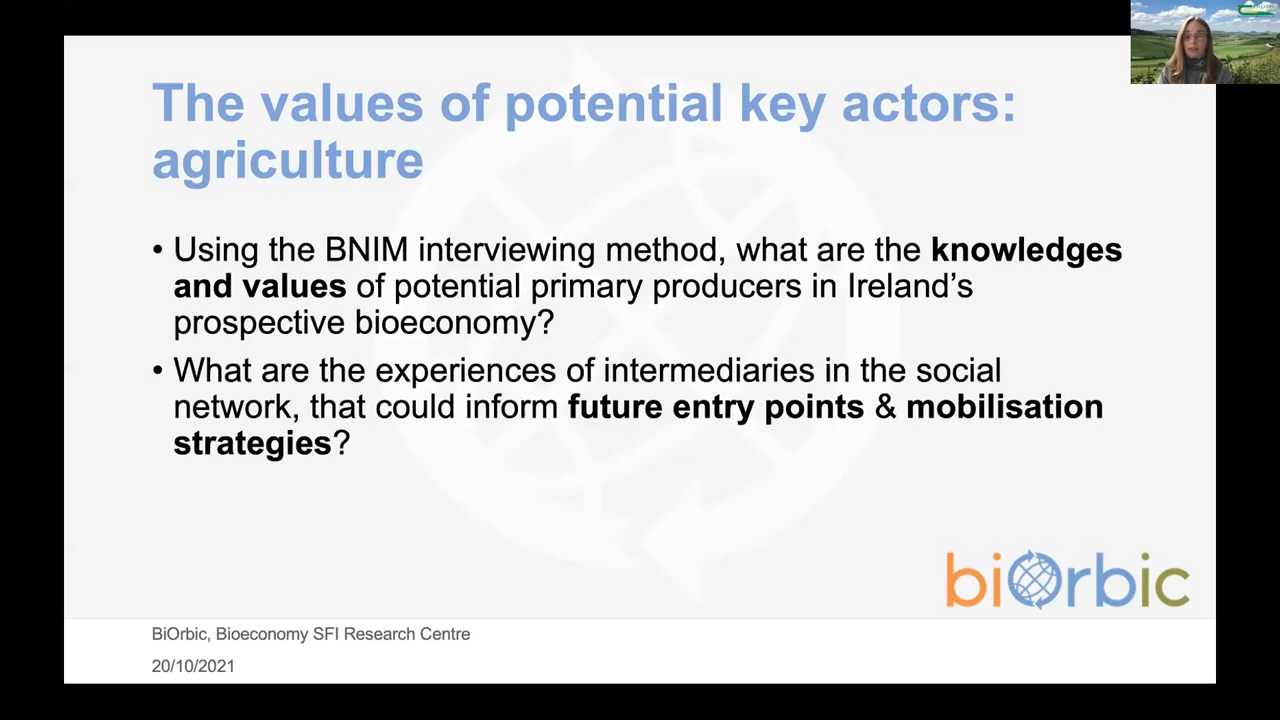 The values of potential key actors:
agriculture
• Using the BNIM interviewing method, what are the knowledges
and values of potential primary producers in Ireland's
prospective bioeconomy?
• What are the experiences of intermediaries in the social
network, that could inform future entry points & mobilisation
strategies?
biOrbic
BiOrbic, Bioeconomy SFI Research Centre
20/10/2021